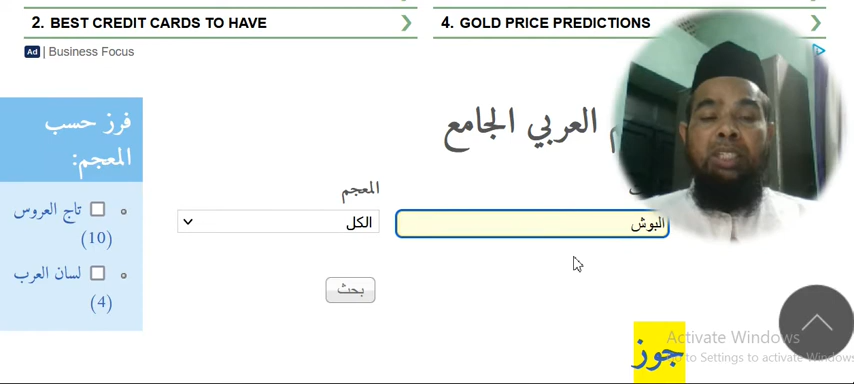 2. BEST CREDIT CARDS TO HAVE
4. GOLD PRICE PREDICTIONS
Ad | Business Focus
العربي الجامع
فرز حسب
المعجم:
المعجم
الكل
البوش
تاج العروس
(10)
لسان العرب
(4)
بحث
جوز
Activate Windows
Go to Settings to activate Windows